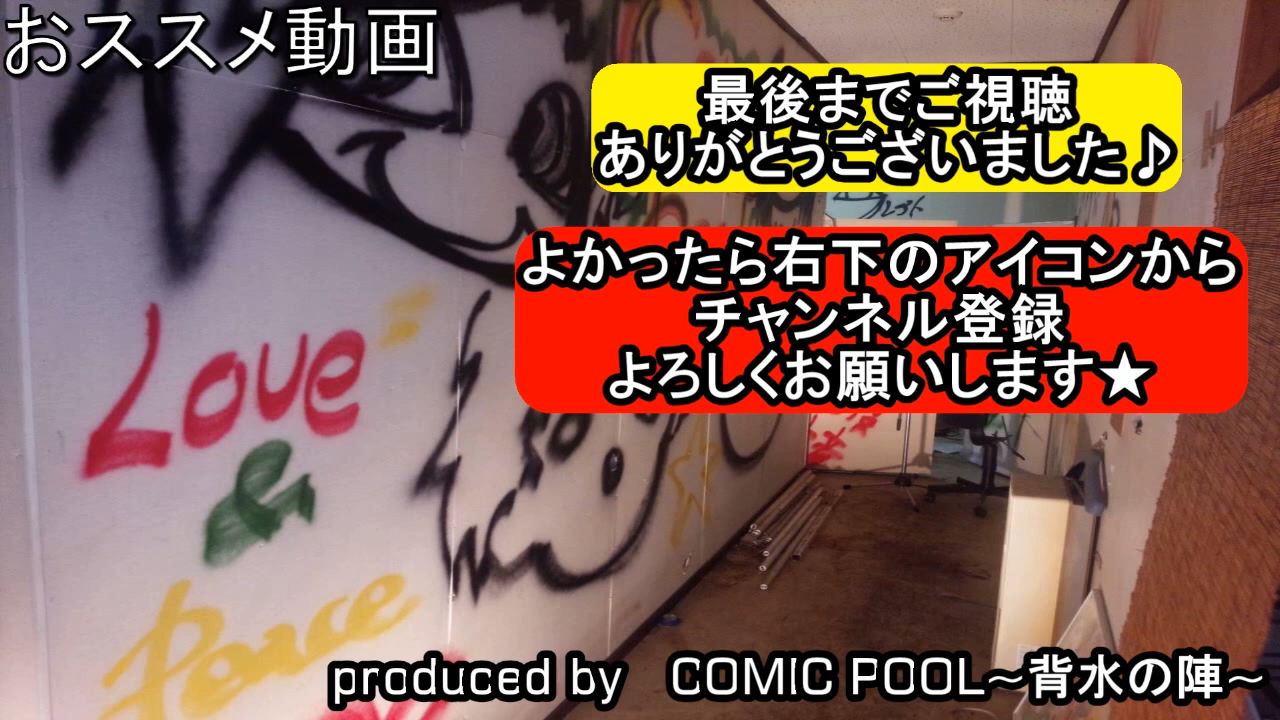 おススメ動画
最後までご視聴
ありがとうございました♪
よかったら右下のアイコンから
チャンネル登録
よろしくお願いします★
Love
&
Peace
produced by　COMIC POOL~背水の陣~